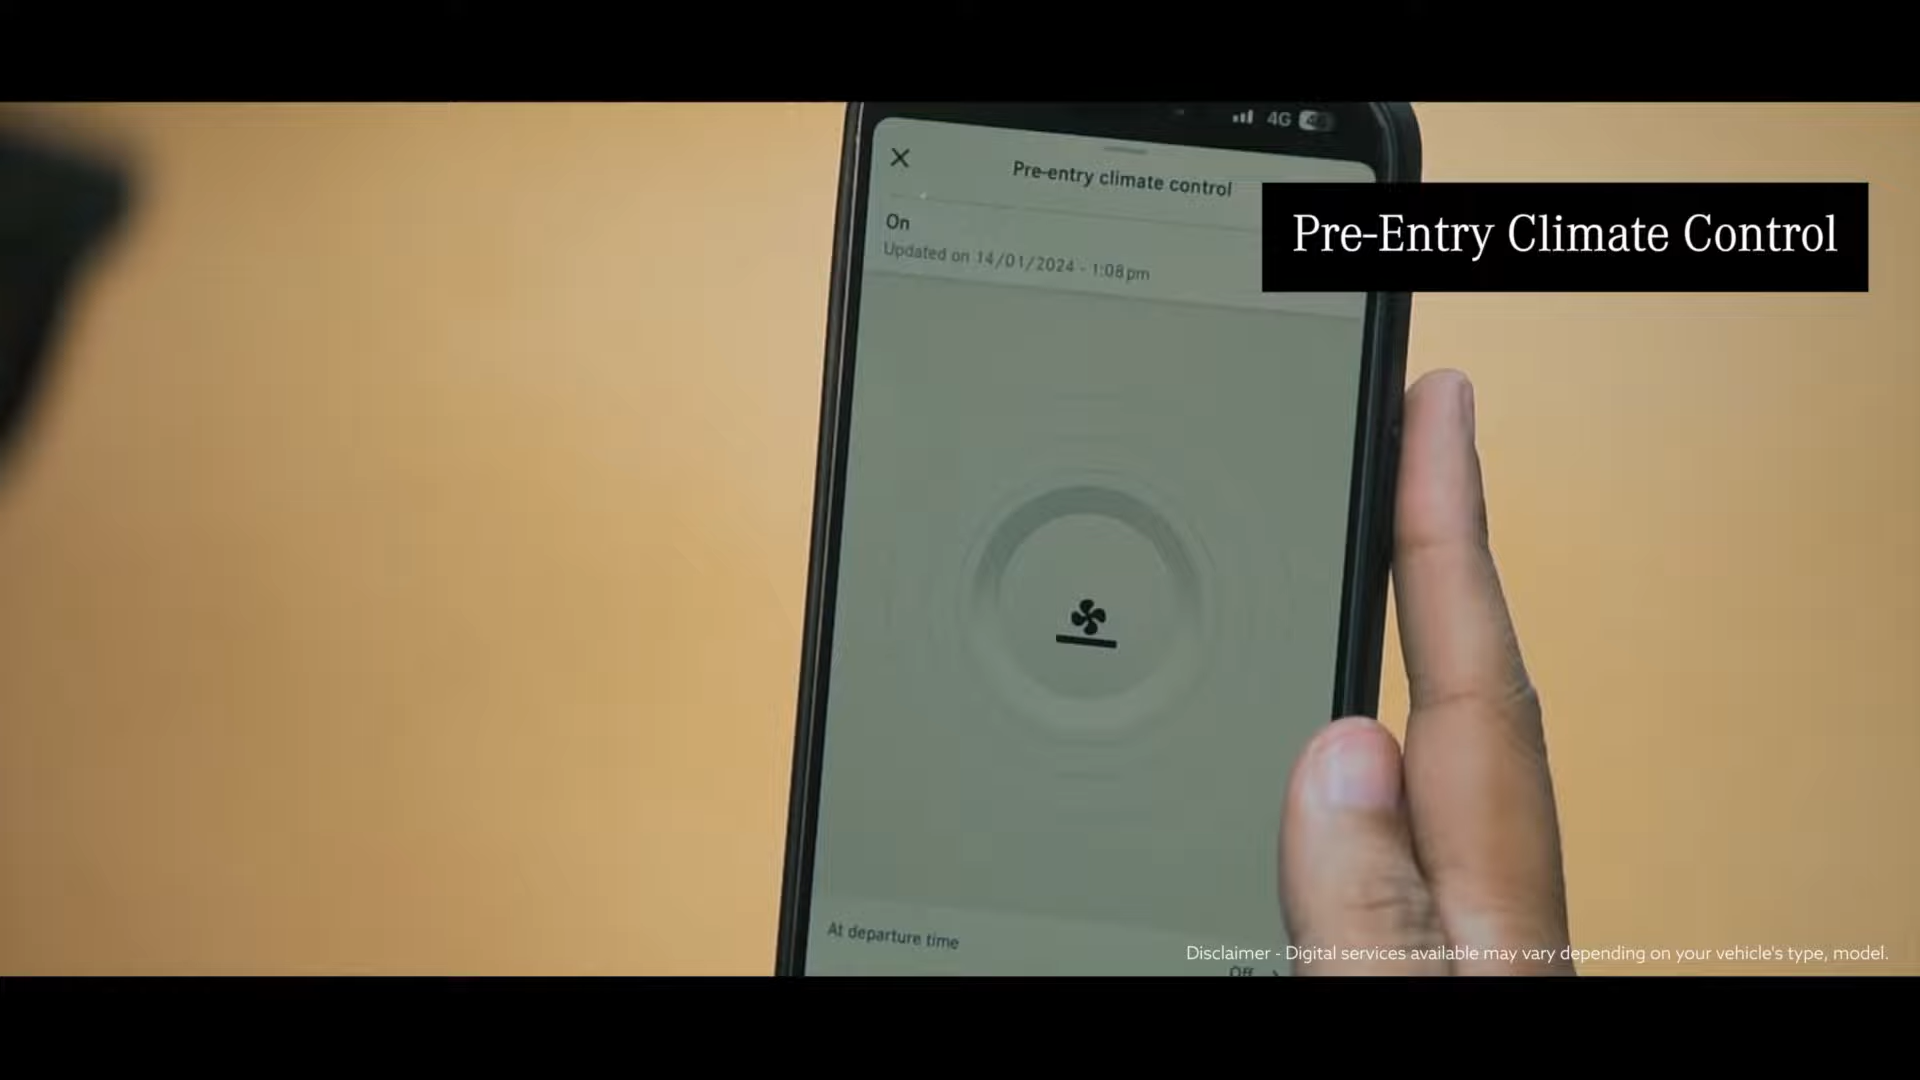 4G
Pre-entry climate control
Pre-Entry Climate Control
On
Updated on 14/01/2024 - 1:08pm
At departure time
Disclaimer - Digital services available may vary depending on your vehicle's type, model.
Off